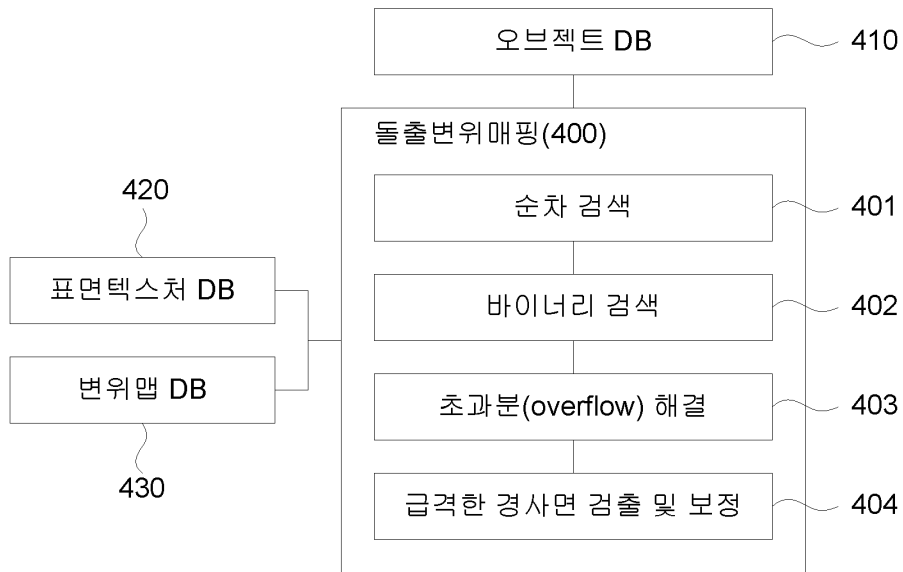 오브젝트 DB
410
돌출변위매핑(400)
순차 검색
401
420
표면텍스처 DB
바이너리 검색
402
변위맵 DB
초과분(overflow) 해결
403
430
급격한 경사면 검출 및 보정
404